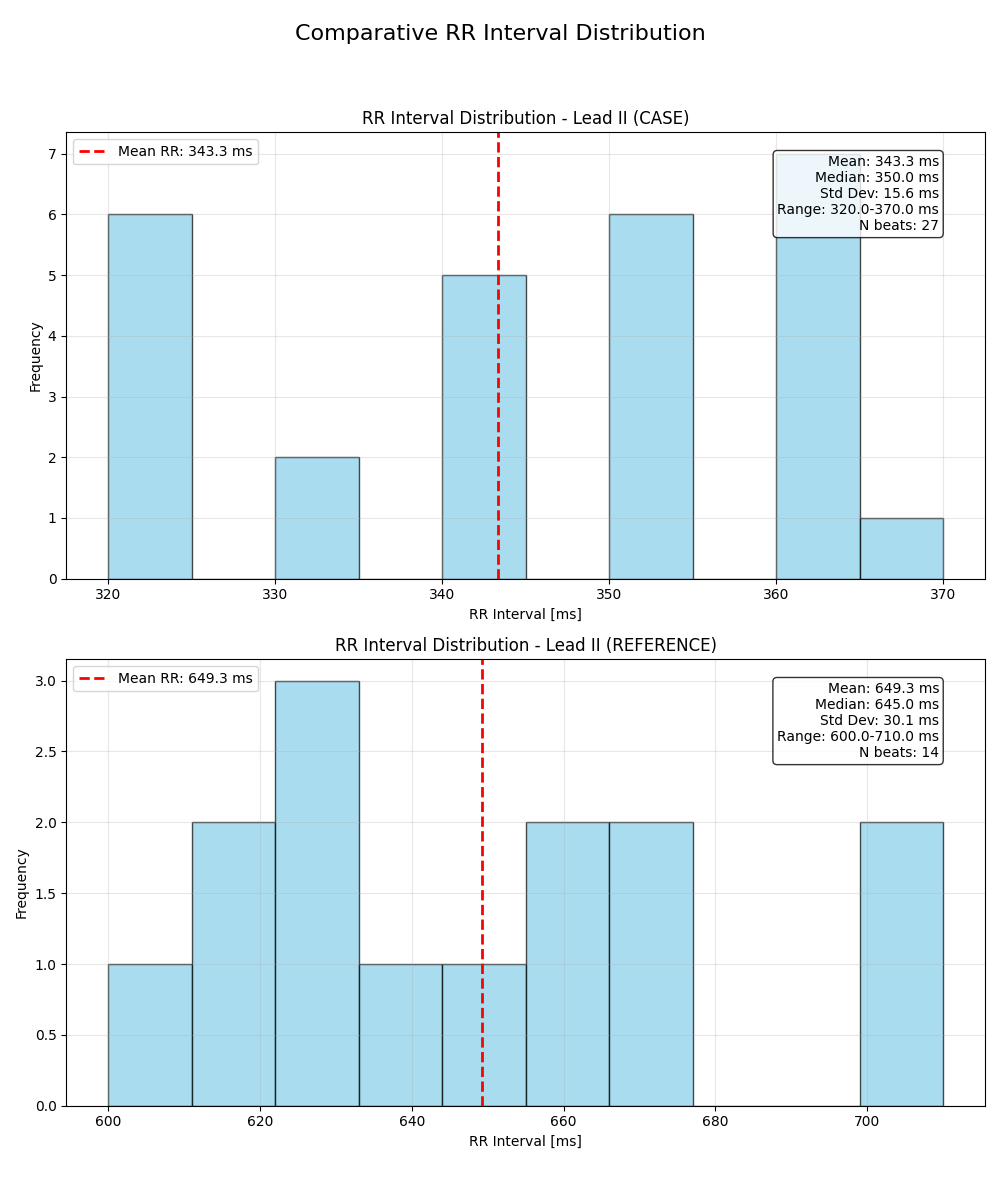 Comparative RR Interval Distribution
RR Interval Distribution - Lead II (CASE)
Mean RR: 343.3 ms
Mean: 343.3 ms
Median: 350.0 ms
Std Dev: 15.6 ms
Range: 320.0-370.0 ms
N beats: 27
Frequency
7
6
5
4
3
2
1
0
320 330 340 350 360 370
RR Interval [ms]
RR Interval Distribution - Lead II (REFERENCE)
Mean RR: 649.3 ms
Mean: 649.3 ms
Median: 645.0 ms
Std Dev: 30.1 ms
Range: 600.0-710.0 ms
N beats: 14
Frequency
3.0
2.5
2.0
1.5
1.0
0.5
0.0
600 620 640 660 680 700
RR Interval [ms]